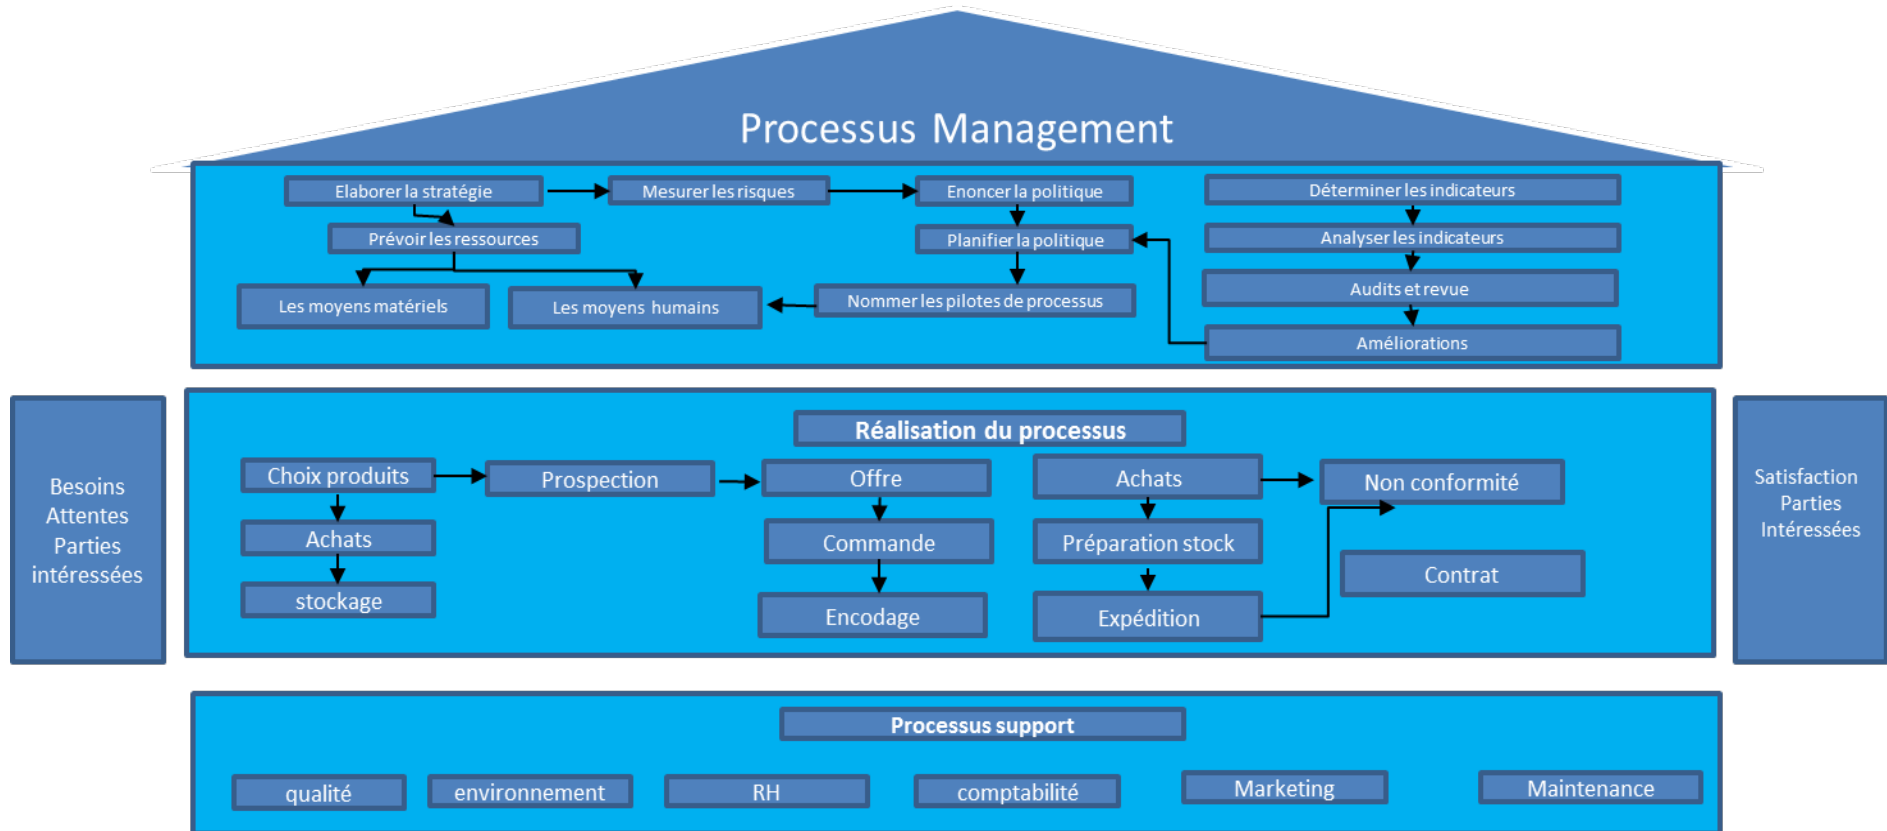 Processus Management
Elaborer la stratégie
Mesurer les risques
Enoncer la politique
Déterminer les indicateurs
Prévoir les ressources
Planifier la politique
Analyser les indicateurs
Les moyens matériels
Les moyens humains
Nommer les pilotes de processus
Audits et revue
Améliorations
Besoins
Attentes
Parties
intéressées
Réalisation du processus
Choix produits
Prospection
Offre
Achats
Non conformité
Achats
Commande
Préparation stock
Contrat
stockage
Encodage
Expédition
Satisfaction
Parties
Intéressées
Processus support
qualité
environnement
RH
comptabilité
Marketing
Maintenance